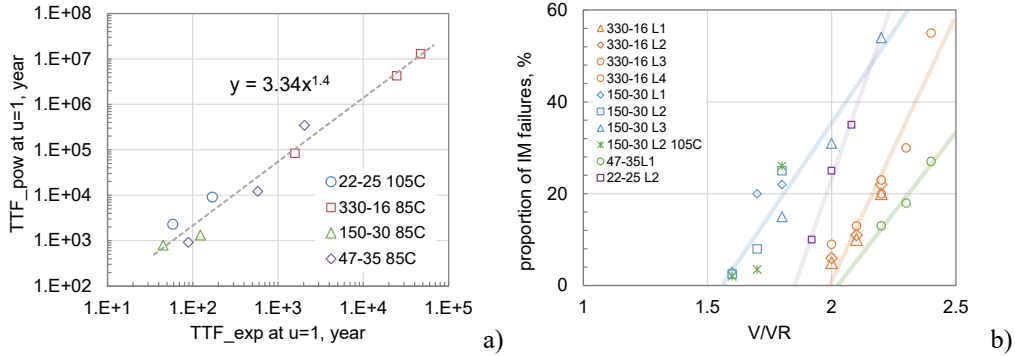 1.E+08
1.E+07
1.E+06
1.E+05
1.E+04
1.E+03
1.E+02
TTF_pow at u=1, year
y = 3.34x^1.4
22-25 105C
330-16 85C
150-30 85C
47-35 85C
1.E+1 1.E+2 1.E+3 1.E+4 1.E+5
TTF_exp at u=1, year
a)
60
40
20
0
proportion of IM failures, %
330-16 L1
330-16 L2
330-16 L3
330-16 L4
150-30 L1
150-30 L2
150-30 L3
150-30 L2 105C
47-35L1
22-25 L2
1 1.5 2 2.5
V/VR
b)